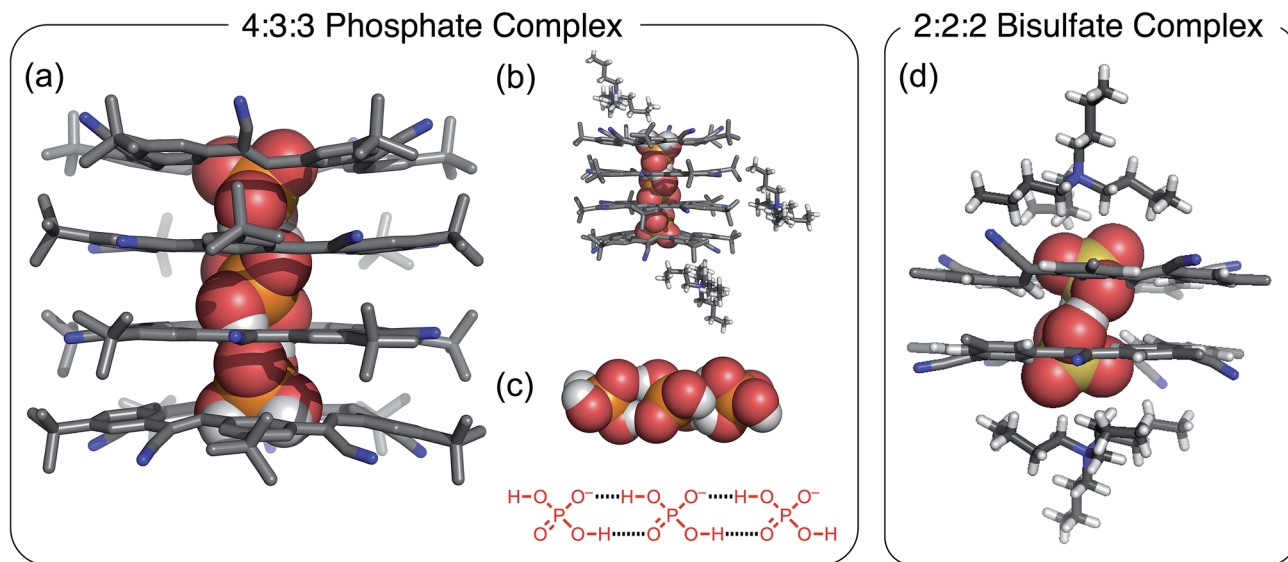 4:3:3 Phosphate Complex
(a)
(b)
(c)
H–O O⁻ H–O O⁻ H–O O⁻
P P P
O O–H O O–H O O–H
2:2:2 Bisulfate Complex
(d)